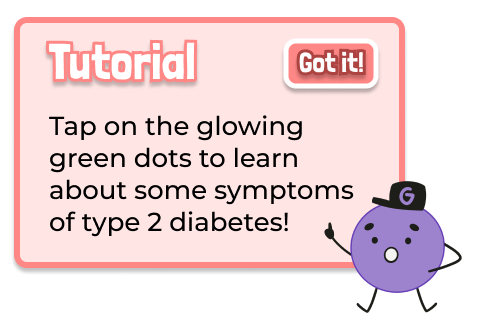 Tutorial
Got it!
Tap on the glowing
green dots to learn
about some symptoms
of type 2 diabetes!
G